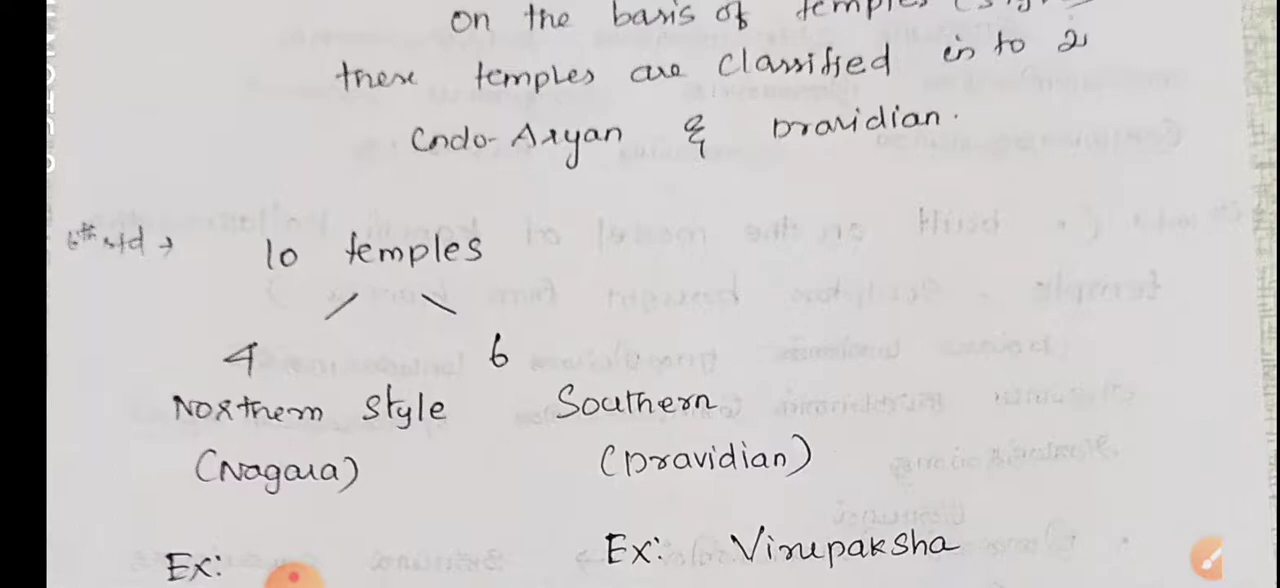 on the basis of temples
these temples are classified in to 2
Indo-Aryan & Dravidian.
6th std → 10 temples
4 6
Northern style Southern
(Nagara) (Dravidian)
Ex: Virupaksha
Ex: